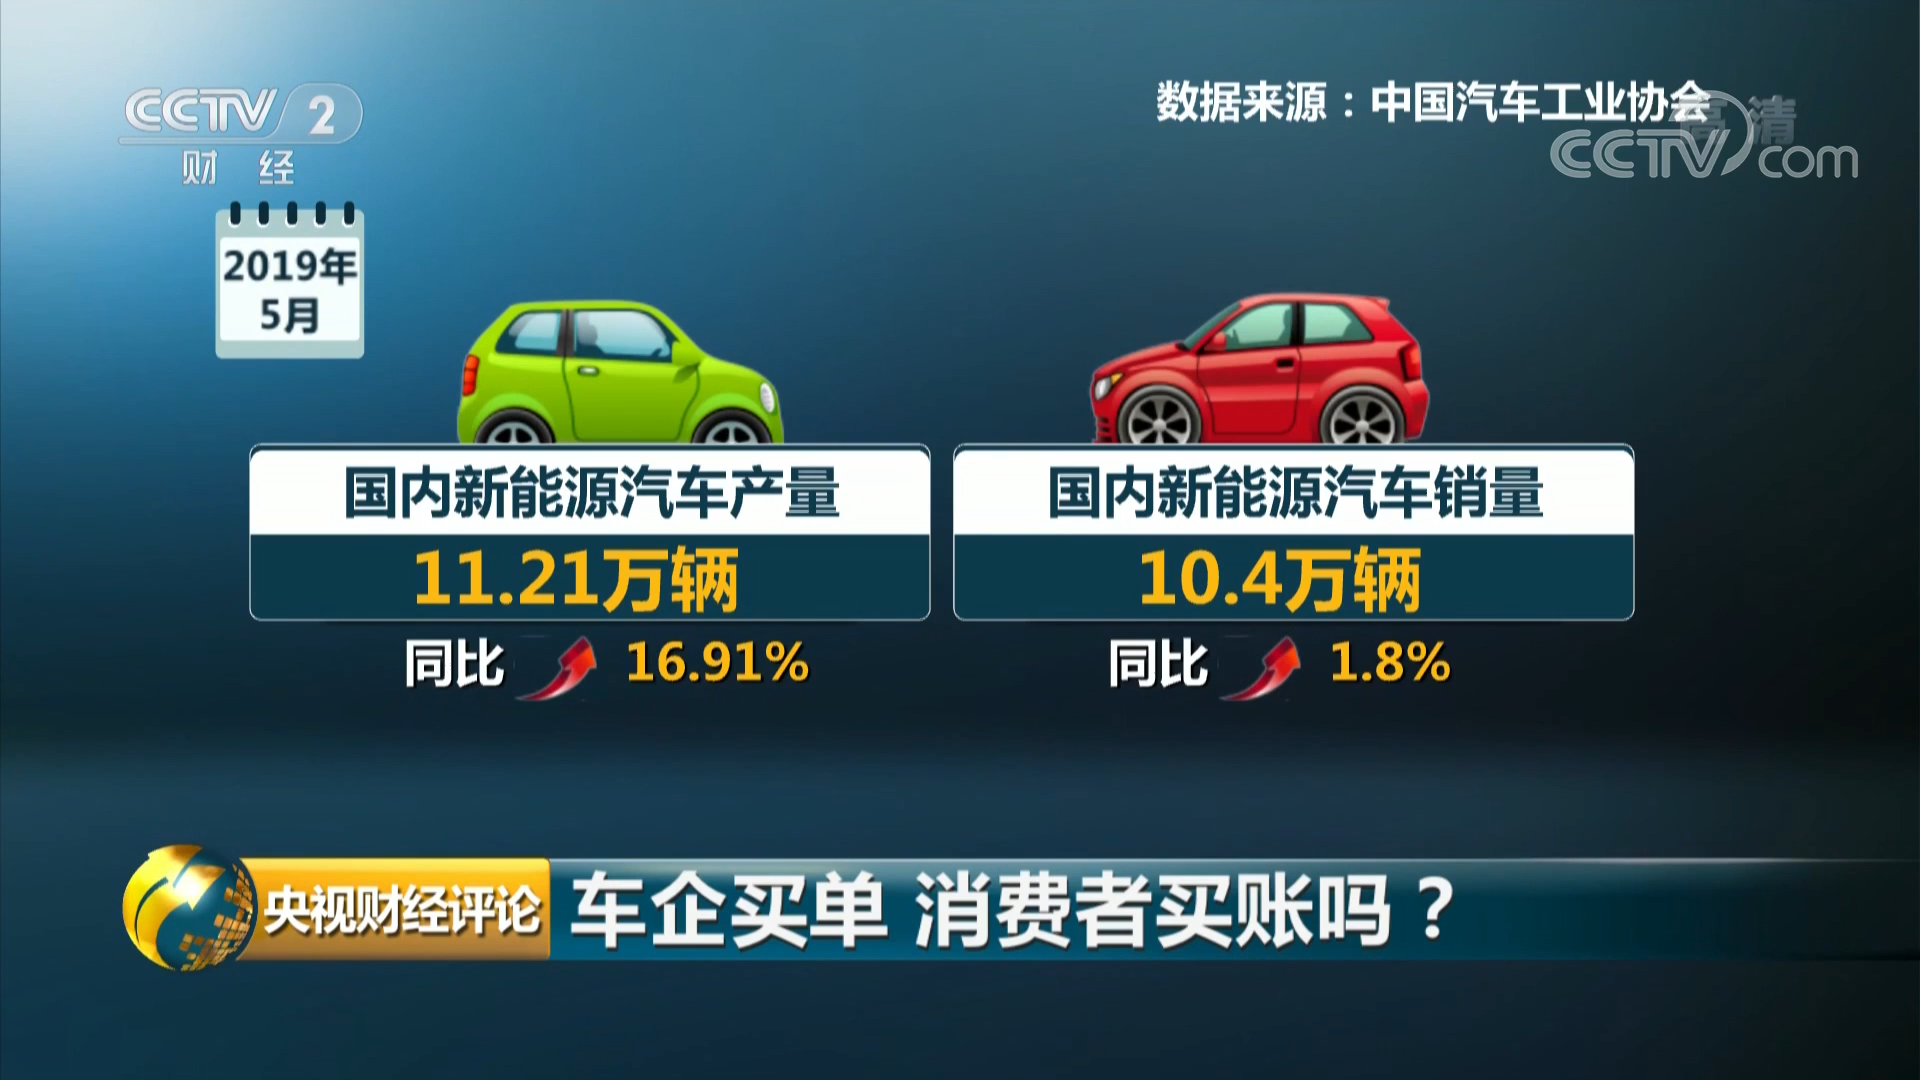 CCTV 2
财 经
数据来源：中国汽车工业协会
高清
CCTV com
2019年
5月
国内新能源汽车产量
11.21万辆
同比 16.91%
国内新能源汽车销量
10.4万辆
同比 1.8%
央视财经评论
车企买单 消费者买账吗？